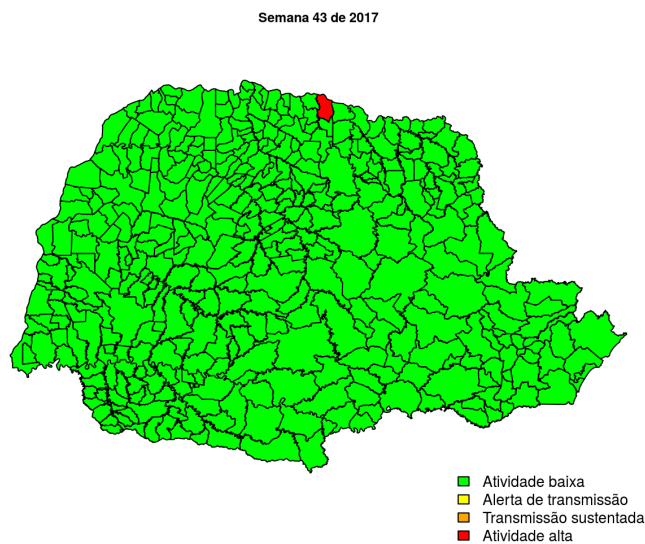 Semana 43 de 2017
Atividade baixa
Alerta de transmissão
Transmissão sustentada
Atividade alta